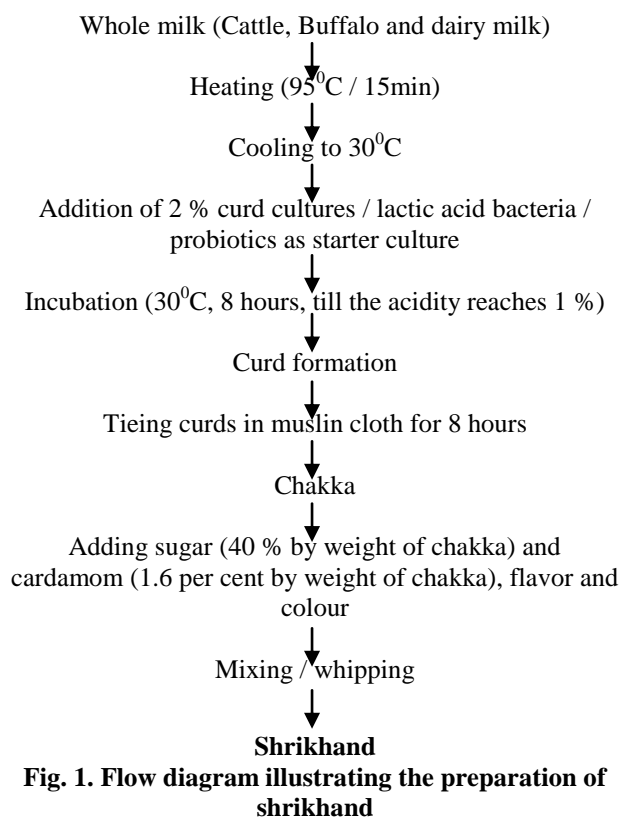 Whole milk (Cattle, Buffalo and dairy milk)
Heating (95⁰C / 15min)
Cooling to 30⁰C
Addition of 2 % curd cultures / lactic acid bacteria /
probiotics as starter culture
Incubation (30⁰C, 8 hours, till the acidity reaches 1 %)
Curd formation
Tieing curds in muslin cloth for 8 hours
Chakka
Adding sugar (40 % by weight of chakka) and
cardamom (1.6 per cent by weight of chakka), flavor and
colour
Mixing / whipping
Shrikhand
Fig. 1. Flow diagram illustrating the preparation of
shrikhand